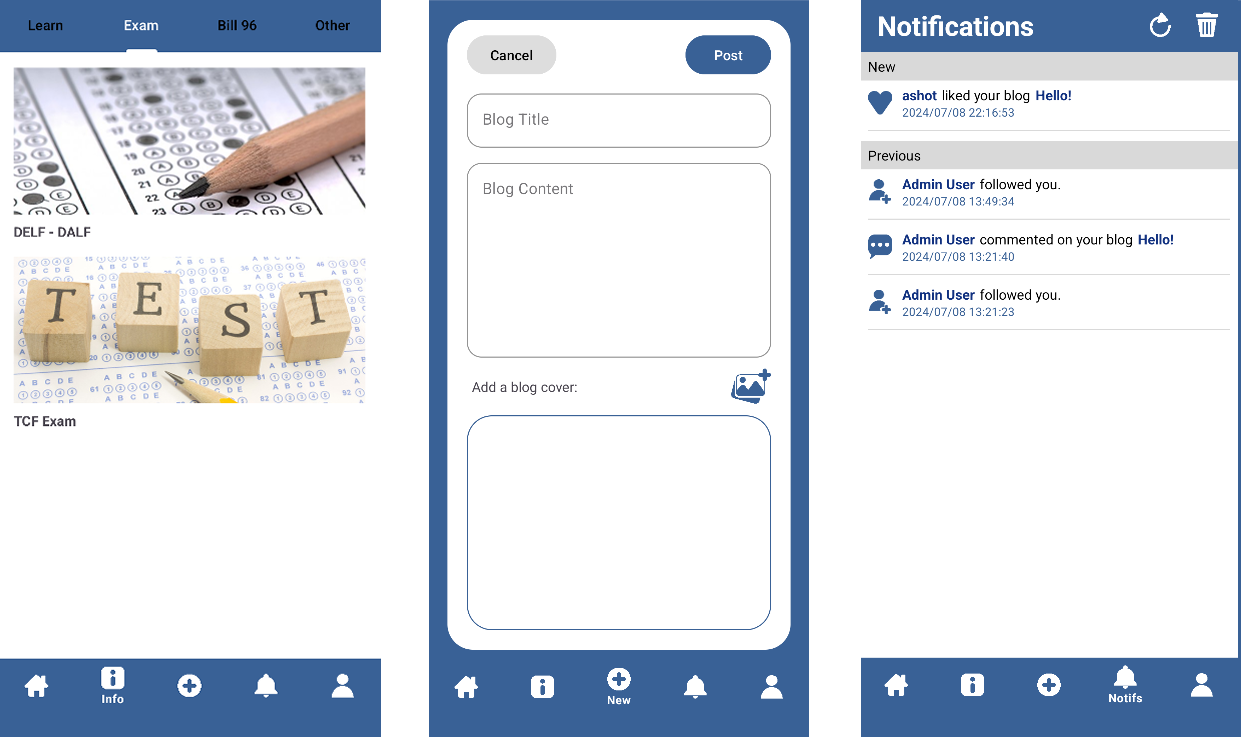 Learn Exam Bill 96 Other
DELF - DALF
T E S T
TCF Exam
Info
Cancel Post
Blog Title
Blog Content
Add a blog cover:
New
Notifications
New
ashot liked your blog Hello!
2024/07/08 22:16:53
Previous
Admin User followed you.
2024/07/08 13:49:34
Admin User commented on your blog Hello!
2024/07/08 13:21:40
Admin User followed you.
2024/07/08 13:21:23
Notifs